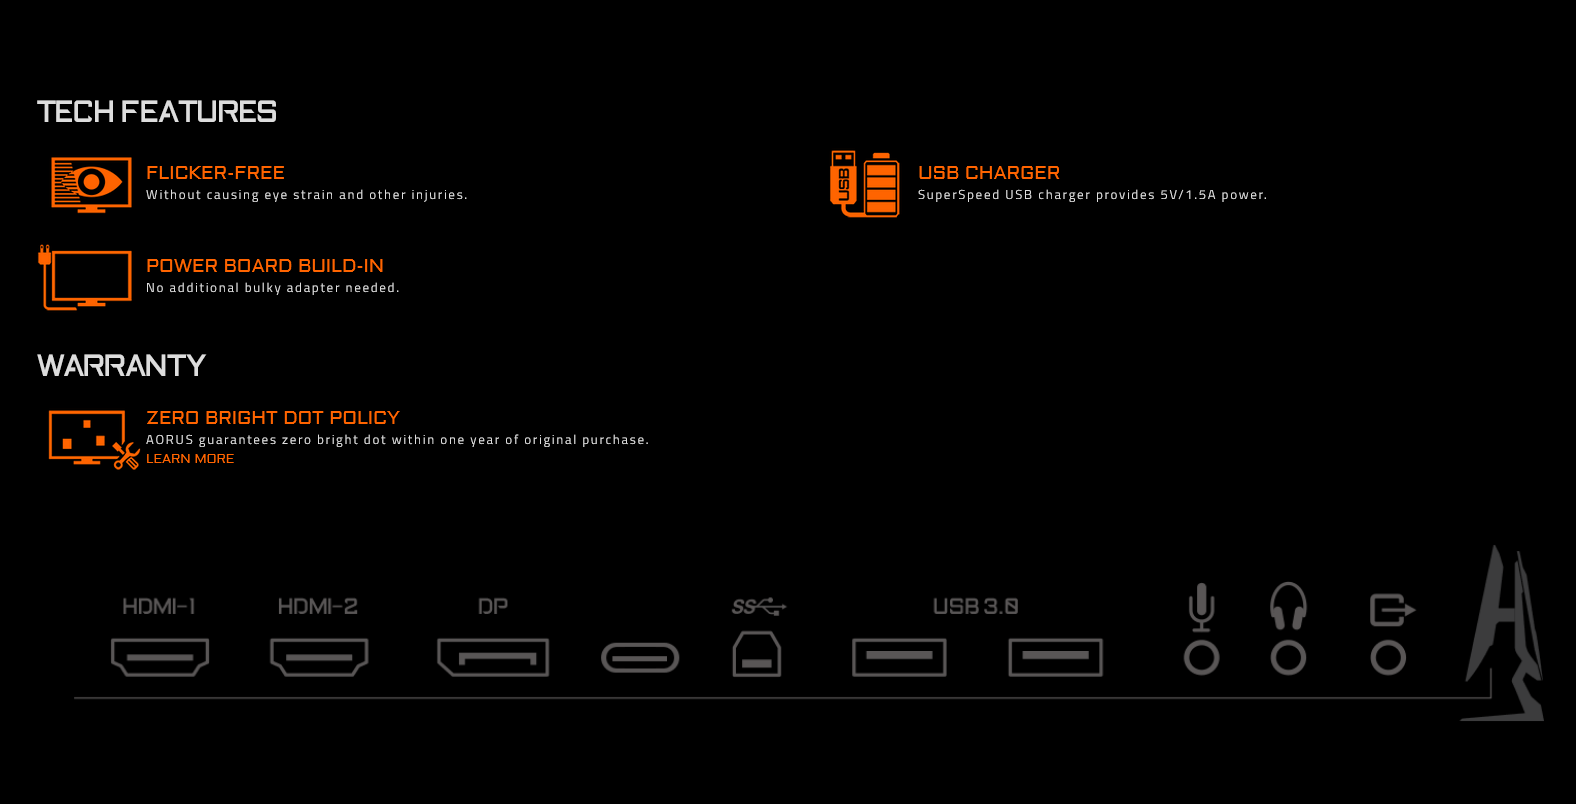 TECH FEATURES
FLICKER-FREE
Without causing eye strain and other injuries.
USB
USB CHARGER
SuperSpeed USB charger provides 5V/1.5A power.
POWER BOARD BUILD-IN
No additional bulky adapter needed.
WARRANTY
ZERO BRIGHT DOT POLICY
AORUS guarantees zero bright dot within one year of original purchase.
LEARN MORE
HDMI-1 HDMI-2 DP SS USB 3.0